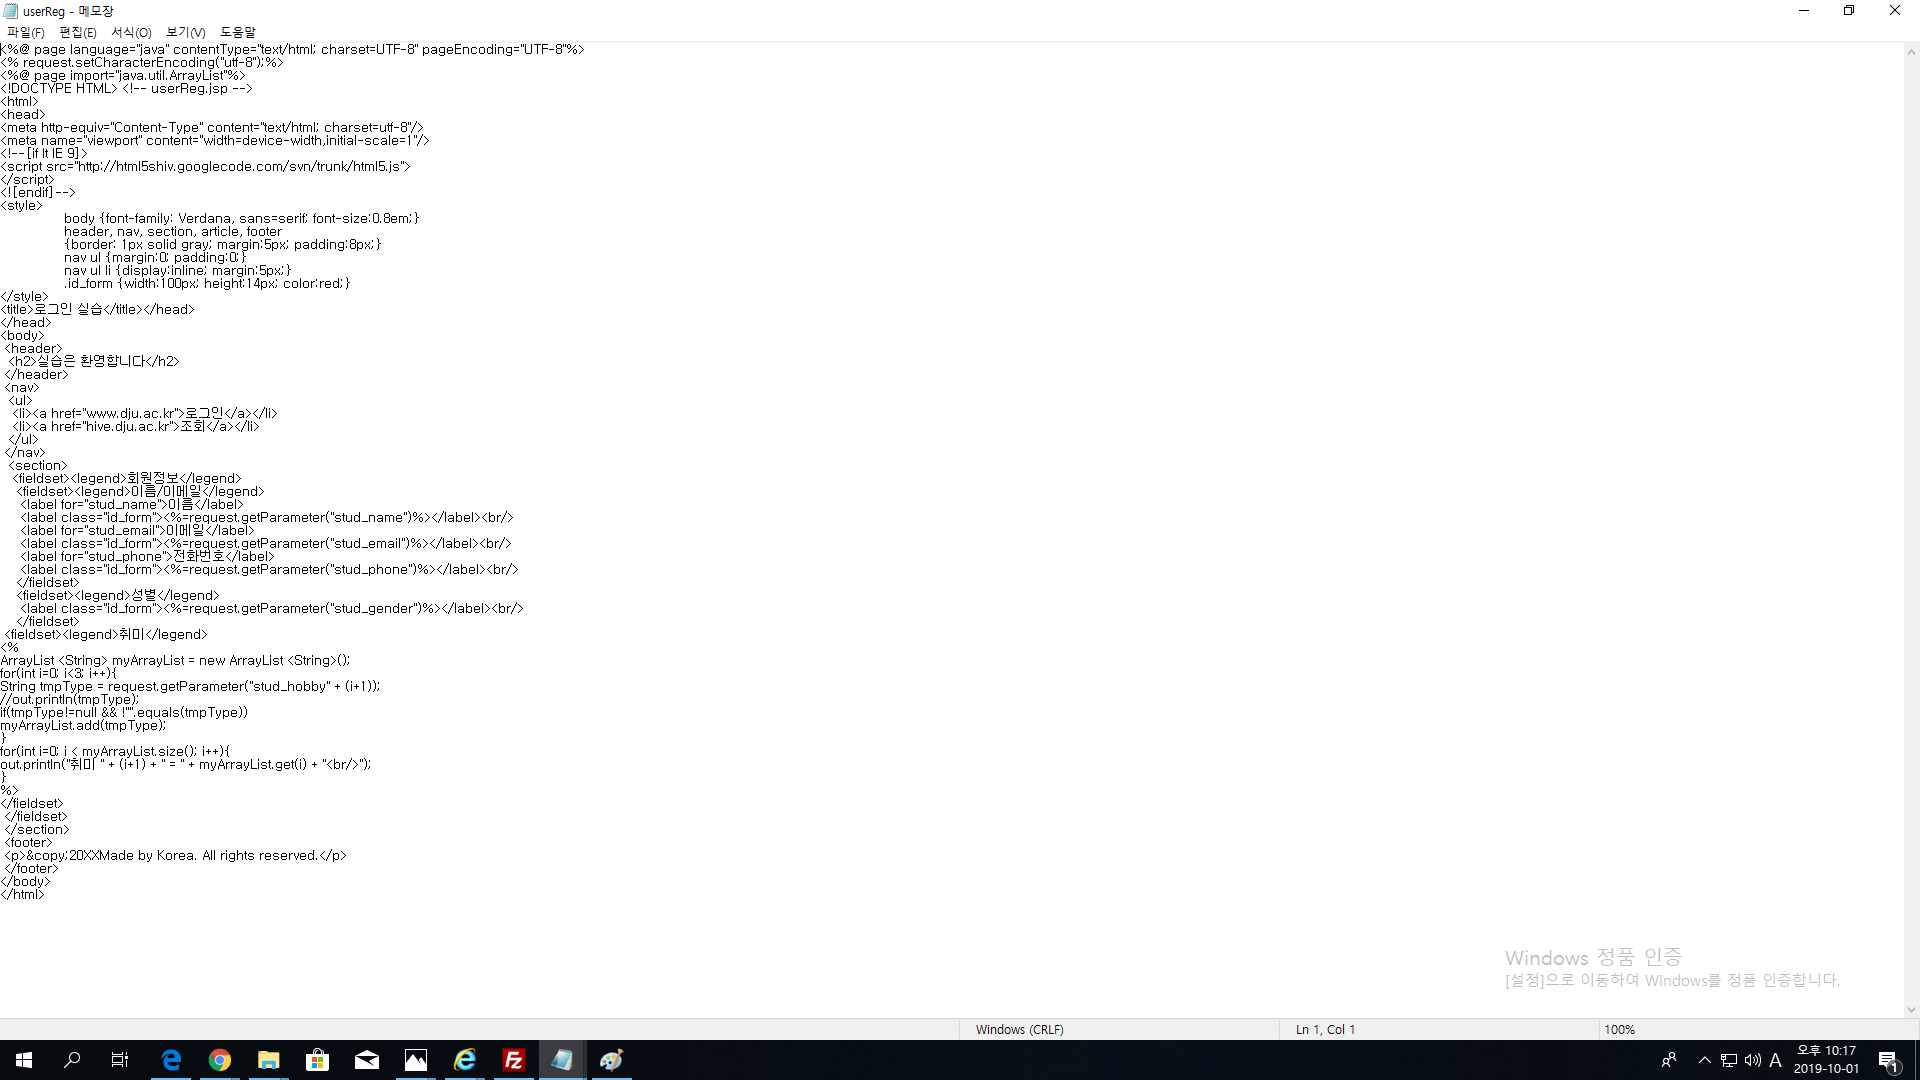 userReg - 메모장
파일(F) 편집(E) 서식(O) 보기(V) 도움말
<%@ page language="java" contentType="text/html; charset=UTF-8" pageEncoding="UTF-8"%>
<% request.setCharacterEncoding("utf-8");%>
<%@ page import="java.util.ArrayList"%>
<!DOCTYPE HTML> <!-- userReg.jsp -->
<html>
<head>
<meta http-equiv="Content-Type" content="text/html; charset=utf-8"/>
<meta name="viewport" content="width=device-width,initial-scale=1"/>
<!--[if lt IE 9]>
<script src="http://html5shiv.googlecode.com/svn/trunk/html5.js">
</script>
<![endif]-->
<style>
body {font-family: Verdana, sans=serif; font-size:0.8em;}
header, nav, section, article, footer
{border: 1px solid gray; margin:5px; padding:8px;}
nav ul {margin:0; padding:0;}
nav ul li {display:inline; margin:5px;}
.id_form {width:100px; height:14px; color:red;}
</style>
<title>로그인 실습</title></head>
</head>
<body>
<header>
<h2>실습은 환영합니다</h2>
</header>
<nav>
<ul>
<li><a href="www.dju.ac.kr">로그인</a></li>
<li><a href="hive.dju.ac.kr">조회</a></li>
</ul>
</nav>
<section>
<fieldset><legend>회원정보</legend>
<fieldset><legend>이름/이메일</legend>
<label for="stud_name">이름</label>
<label class="id_form"><%=request.getParameter("stud_name")%></label><br/>
<label for="stud_email">이메일</label>
<label class="id_form"><%=request.getParameter("stud_email")%></label><br/>
<label for="stud_phone">전화번호</label>
<label class="id_form"><%=request.getParameter("stud_phone")%></label><br/>
</fieldset>
<fieldset><legend>성별</legend>
<label class="id_form"><%=request.getParameter("stud_gender")%></label><br/>
</fieldset>
<fieldset><legend>취미</legend>
<%
ArrayList <String> myArrayList = new ArrayList <String>();
for(int i=0; i<3; i++){
String tmpType = request.getParameter("stud_hobby" + (i+1));
//out.println(tmpType);
if(tmpType!=null && !"".equals(tmpType))
myArrayList.add(tmpType);
}
for(int i=0; i < myArrayList.size(); i++){
out.println("취미 " + (i+1) + " = " + myArrayList.get(i) + "<br/>");
}
%>
</fieldset>
</fieldset>
</section>
<footer>
<p>&copy;20XXMade by Korea. All rights reserved.</p>
</footer>
</body>
</html>
Windows 정품 인증
[설정]으로 이동하여 Windows를 정품 인증합니다.
Windows (CRLF) Ln 1, Col 1 100%
A 오후 10:17
2019-10-01
1